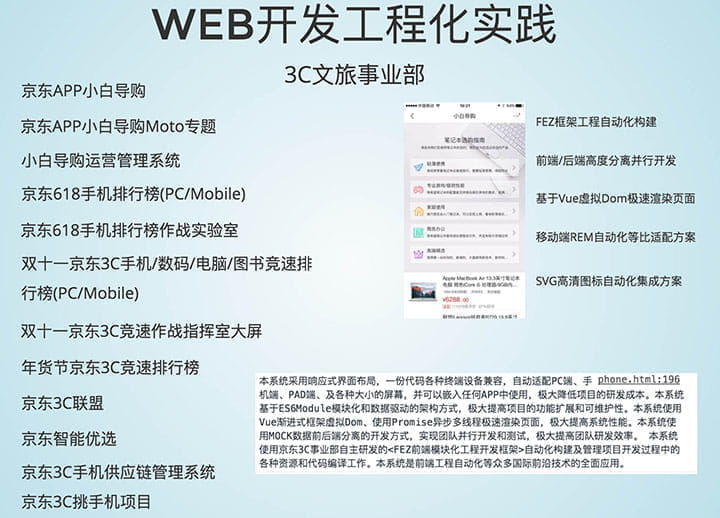 WEB开发工程化实践
3C文旅事业部
京东APP小白导购
京东APP小白导购Moto专题
小白导购运营管理系统
京东618手机排行榜(PC/Mobile)
京东618手机排行榜作战实验室
双十一京东3C手机/数码/电脑/图书竞速排
行榜(PC/Mobile)
双十一京东3C竞速作战指挥室大屏
年货节京东3C竞速排行榜
京东3C联盟
京东智能优选
京东3C手机供应链管理系统
京东3C挑手机项目
小白导购
笔记本选购指南
轻薄便携
专业游戏/极致性能
家庭使用
商务办公
高端精选
Apple MacBook Air 13.3英寸笔记本
电脑 银色(Core i5 处理器/8GB内...
¥6288.00
FEZ框架工程自动化构建
前端/后端高度分离并行开发
基于Vue虚拟Dom极速渲染页面
移动端REM自动化等比适配方案
SVG高清图标自动化集成方案
本系统采用响应式界面布局，一份代码各种终端设备兼容，自动适配PC端、手 phone.html:196
机端、PAD端、及各种大小的屏幕，并可以嵌入任何APP中使用，极大降低项目的研发成本。本系统
基于ES6Module模块化和数据驱动的架构方式，极大提高项目的功能扩展和可维护性。本系统使用
Vue渐进式框架虚拟Dom、使用Promise异步多线程极速渲染页面，极大提高系统性能。本系统使
用MOCK数据前后端分离的开发方式，实现团队并行开发和测试，极大提高团队研发效率。 本系统
使用京东3C事业部自主研发的<FEZ前端模块化工程开发框架>自动化构建及管理项目开发过程中的
各种资源和代码编译工作。本系统是前端工程自动化等众多国际前沿技术的全面应用。